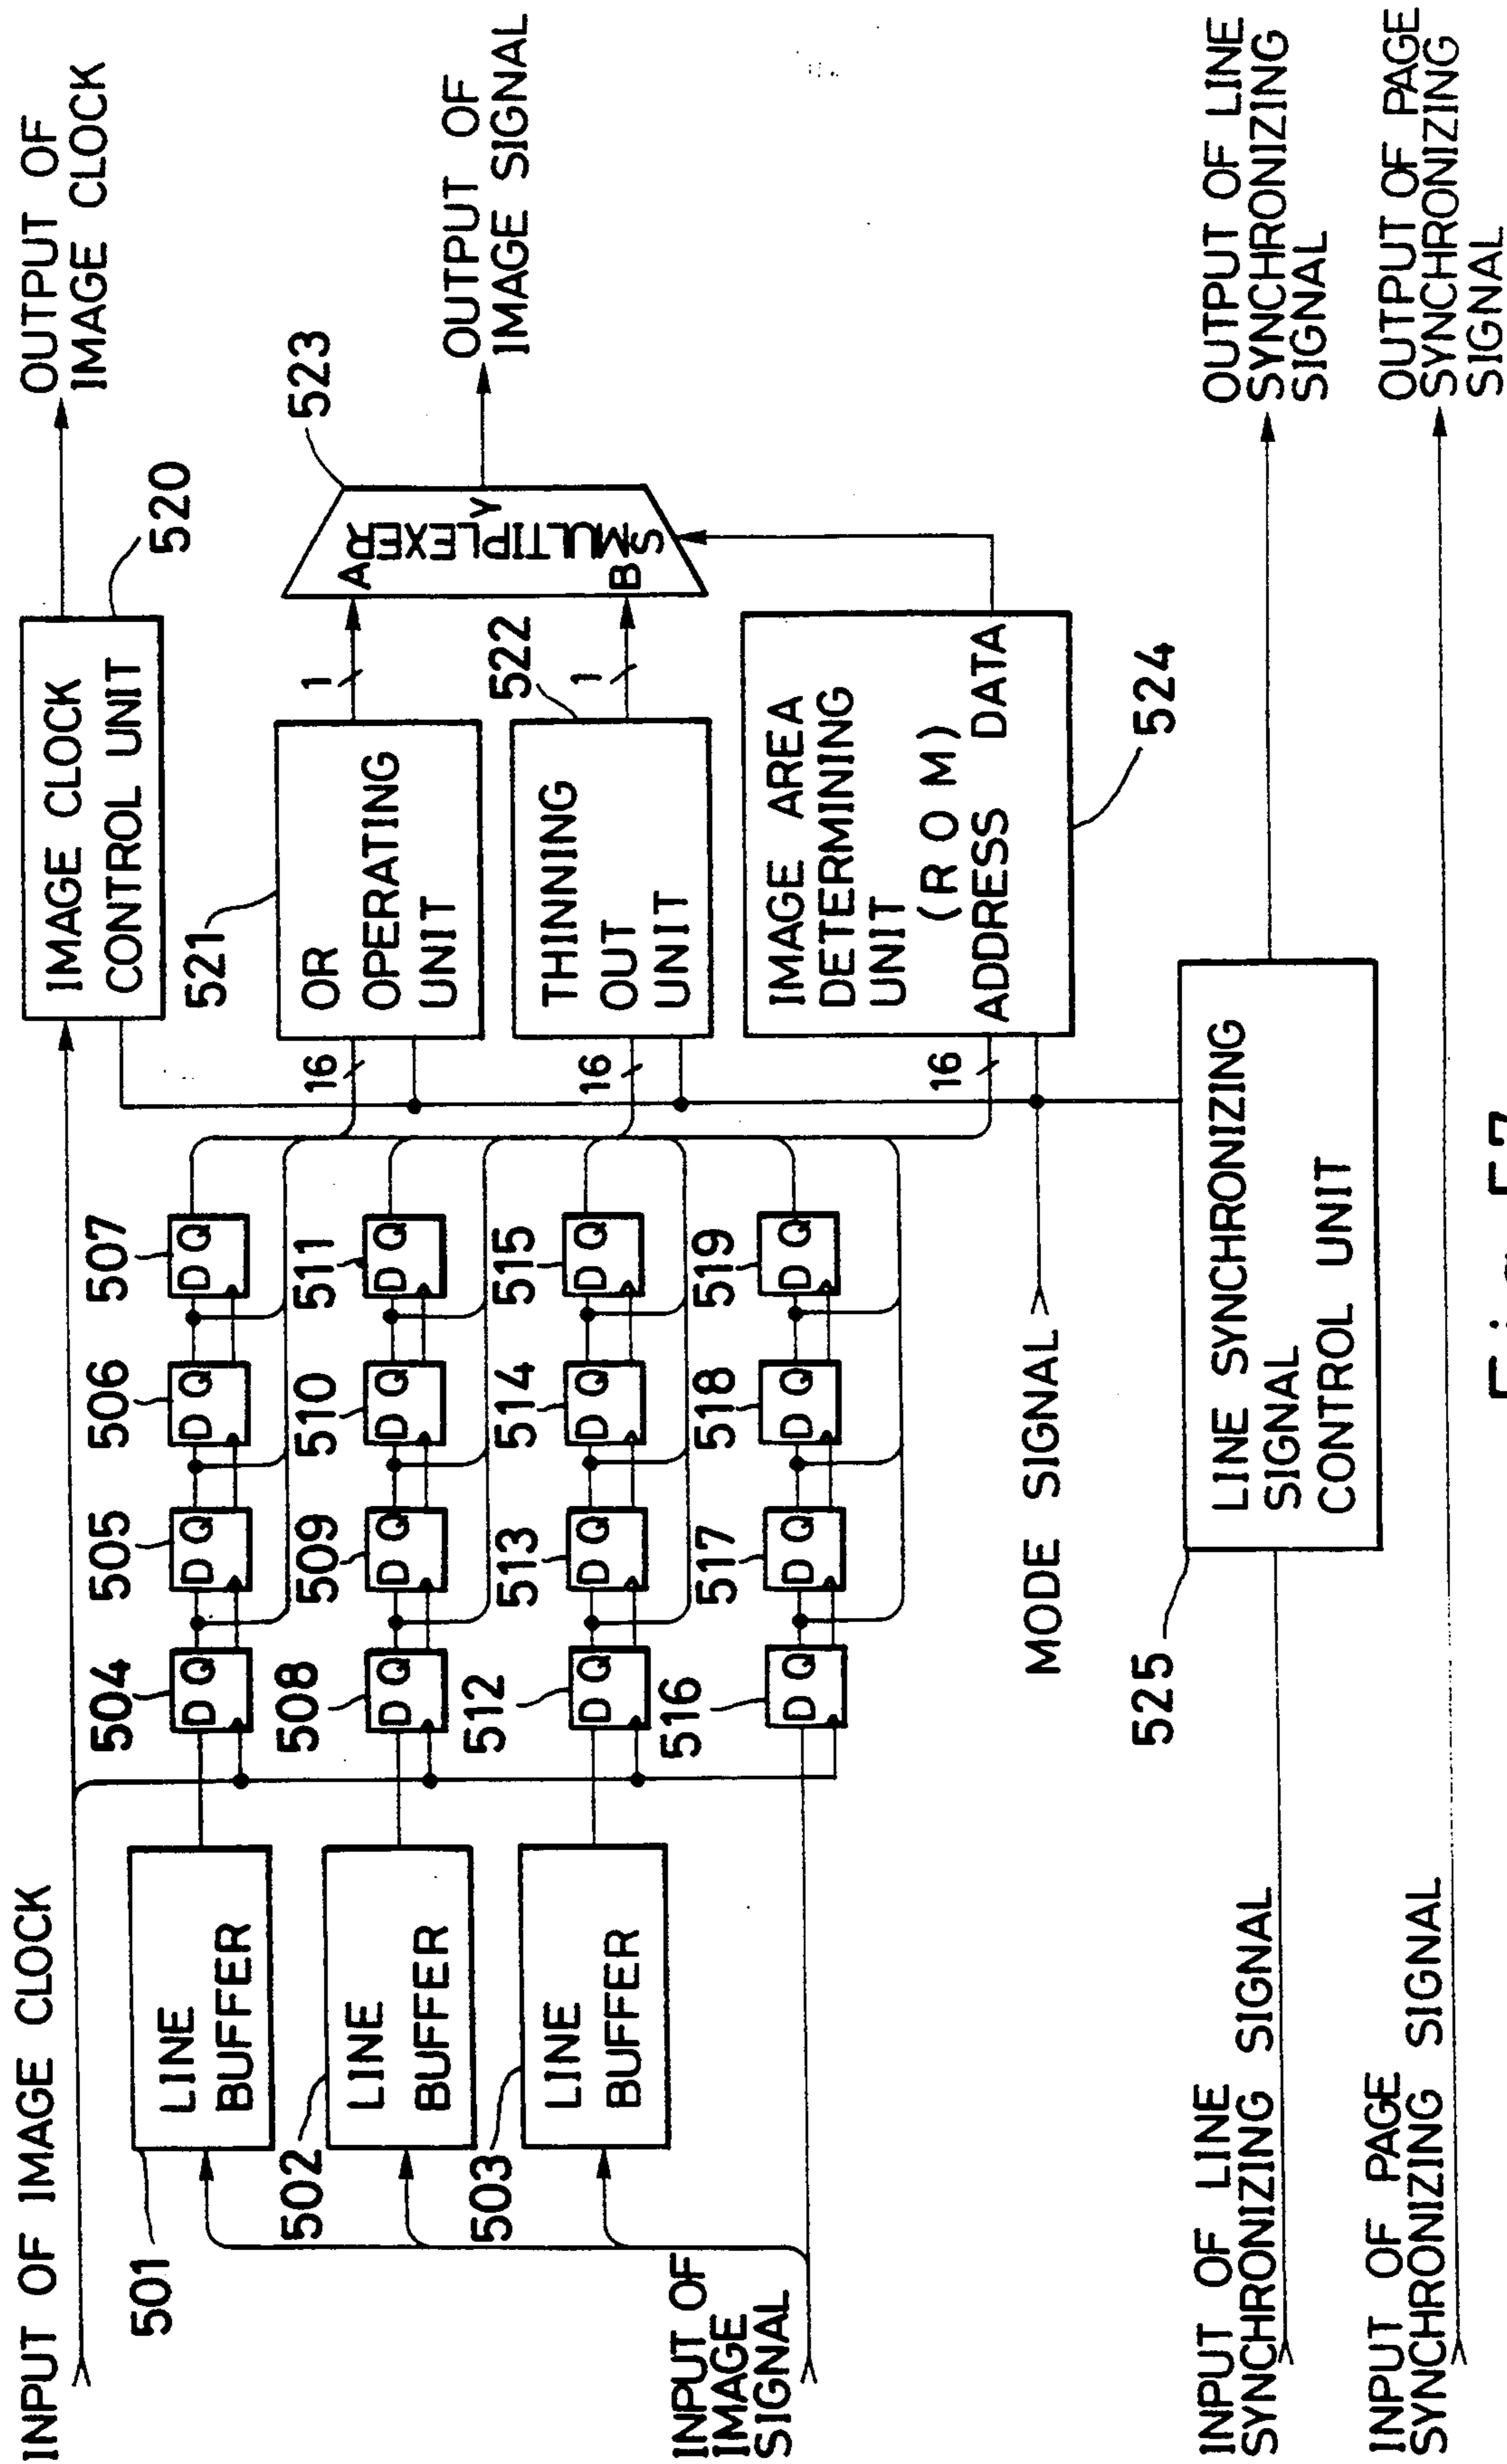 INPUT OF IMAGE CLOCK
OUTPUT OF
IMAGE CLOCK
IMAGE CLOCK
CONTROL UNIT
520
501
LINE
BUFFER
502
LINE
BUFFER
503
LINE
BUFFER
INPUT OF
IMAGE
SIGNAL
504
D Q
505
D Q
506
D Q
507
D Q
508
D Q
509
D Q
510
D Q
511
D Q
512
D Q
513
D Q
514
D Q
515
D Q
516
D Q
517
D Q
518
D Q
519
D Q
521
OR
OPERATING
UNIT
16
1
522
THINNING
OUT
UNIT
16
1
523
MULTIPLEXER
A
B
S
Y
OUTPUT OF
IMAGE SIGNAL
IMAGE AREA
DETERMINING
UNIT
(ROM)
ADDRESS DATA
16
524
MODE SIGNAL
525
LINE SYNCHRONIZING
SIGNAL
CONTROL UNIT
INPUT OF LINE
SYNCHRONIZING SIGNAL
OUTPUT OF LINE
SYNCHRONIZING
SIGNAL
INPUT OF PAGE
SYNCHRONIZING SIGNAL
OUTPUT OF PAGE
SYNCHRONIZING
SIGNAL